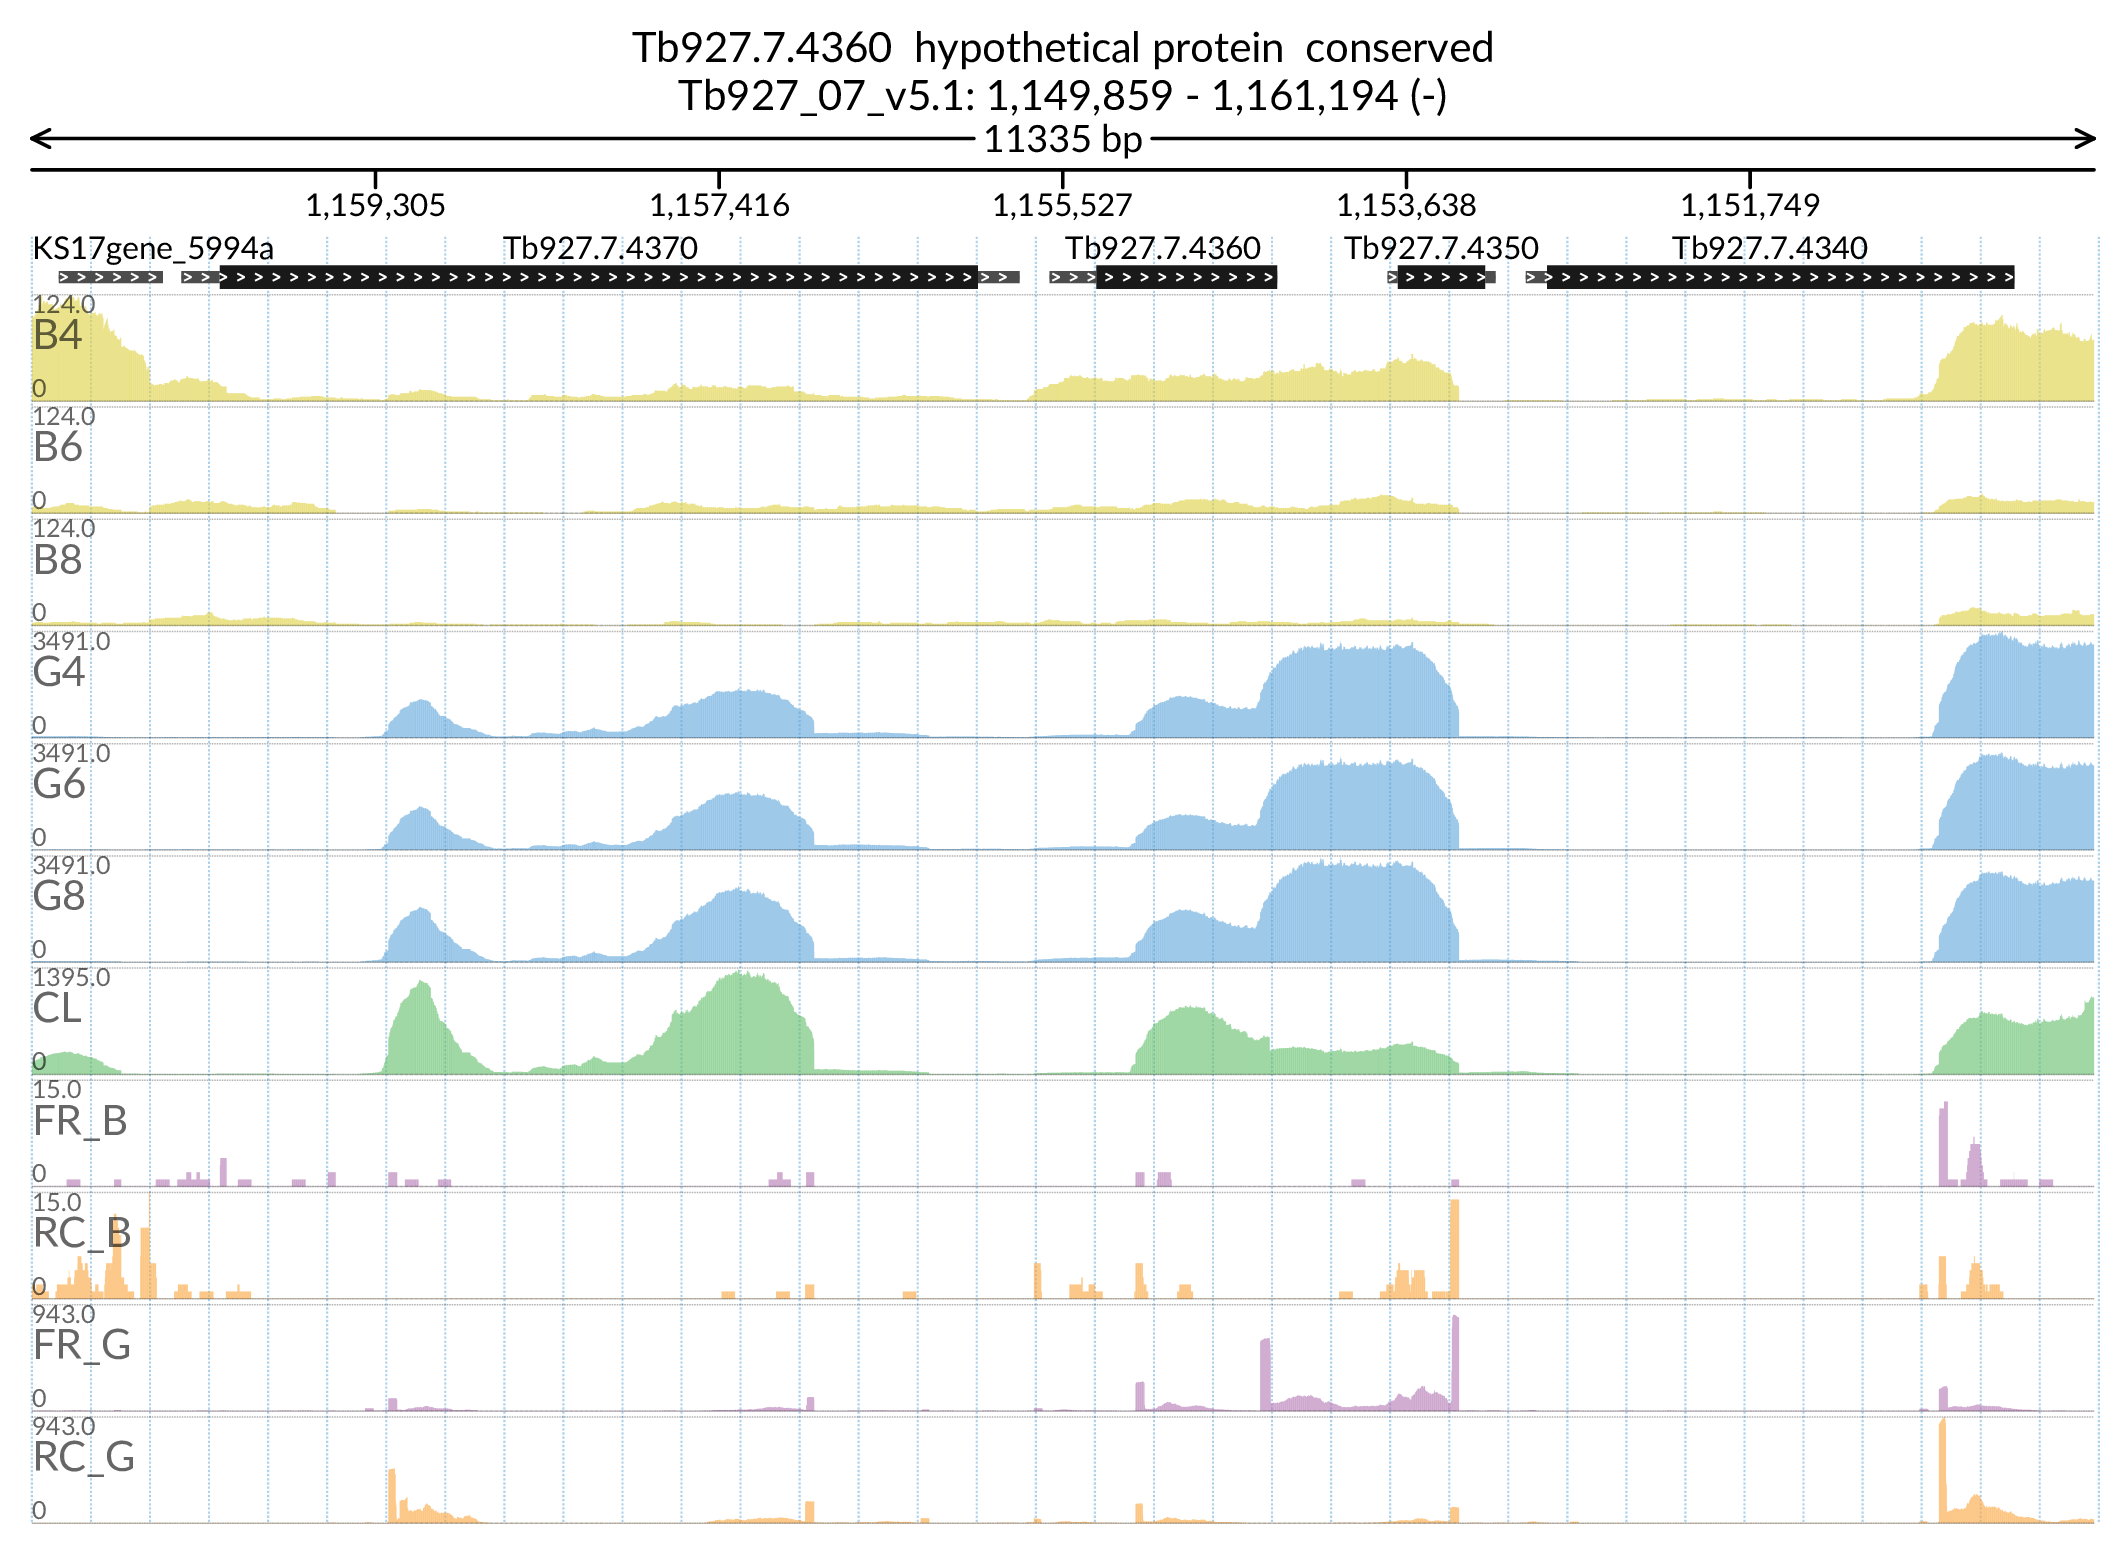 Tb927.7.4360 hypothetical protein conserved
Tb927_07_v5.1: 1,149,859 - 1,161,194 (-)
11335 bp
1,159,305 1,157,416 1,155,527 1,153,638 1,151,749
KS17gene_5994a Tb927.7.4370 Tb927.7.4360 Tb927.7.4350 Tb927.7.4340
124.0
B4
0
124.0
B6
0
124.0
B8
0
3491.0
G4
0
3491.0
G6
0
3491.0
G8
0
1395.0
CL
0
15.0
FR_B
0
15.0
RC_B
0
943.0
FR_G
0
943.0
RC_G
0